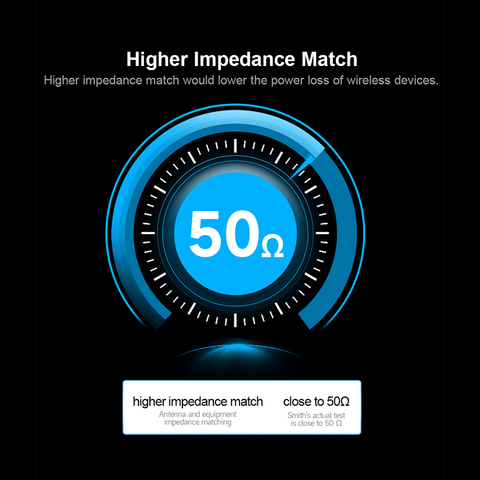 Higher Impedance Match
Higher impedance match would lower the power loss of wireless devices.
50Ω
higher impedance match
Antenna and equipment
impedance matching
close to 50Ω
Smith's actual test
is close to 50 Ω